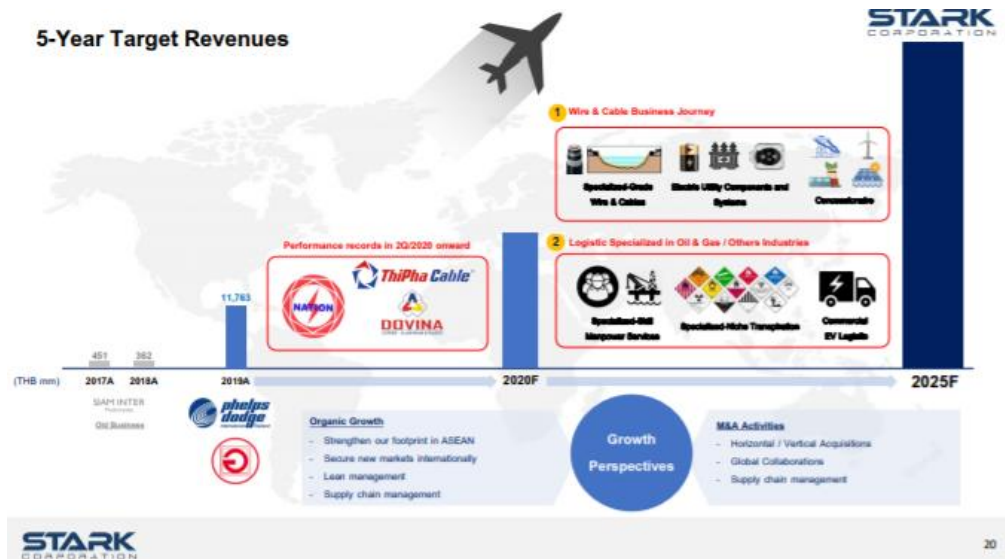 STARK
CORPORATION
5-Year Target Revenues
1 Wire & Cable Business Journey
Specialized-Grade
Wire & Cables
Electric Utility Components and
Systems
Concessionaire
Performance records in 2Q/2020 onward
NATION
ThiPha Cable
DOVINA
2 Logistic Specialized in Oil & Gas / Others Industries
Specialized-Skill
Manpower Services
Specialized-Niche Transpiration
Commercial
EV Logistic
451
362
11,763
(THB mm)
2017A
2018A
2019A
2020F
2025F
SIAM INTER
Old Business
phelps
dodge
Organic Growth
- Strengthen our footprint in ASEAN
- Secure new markets internationally
- Lean management
- Supply chain management
Growth
Perspectives
M&A Activities
- Horizontal / Vertical Acquisitions
- Global Collaborations
- Supply chain management
STARK
CORPORATION
20